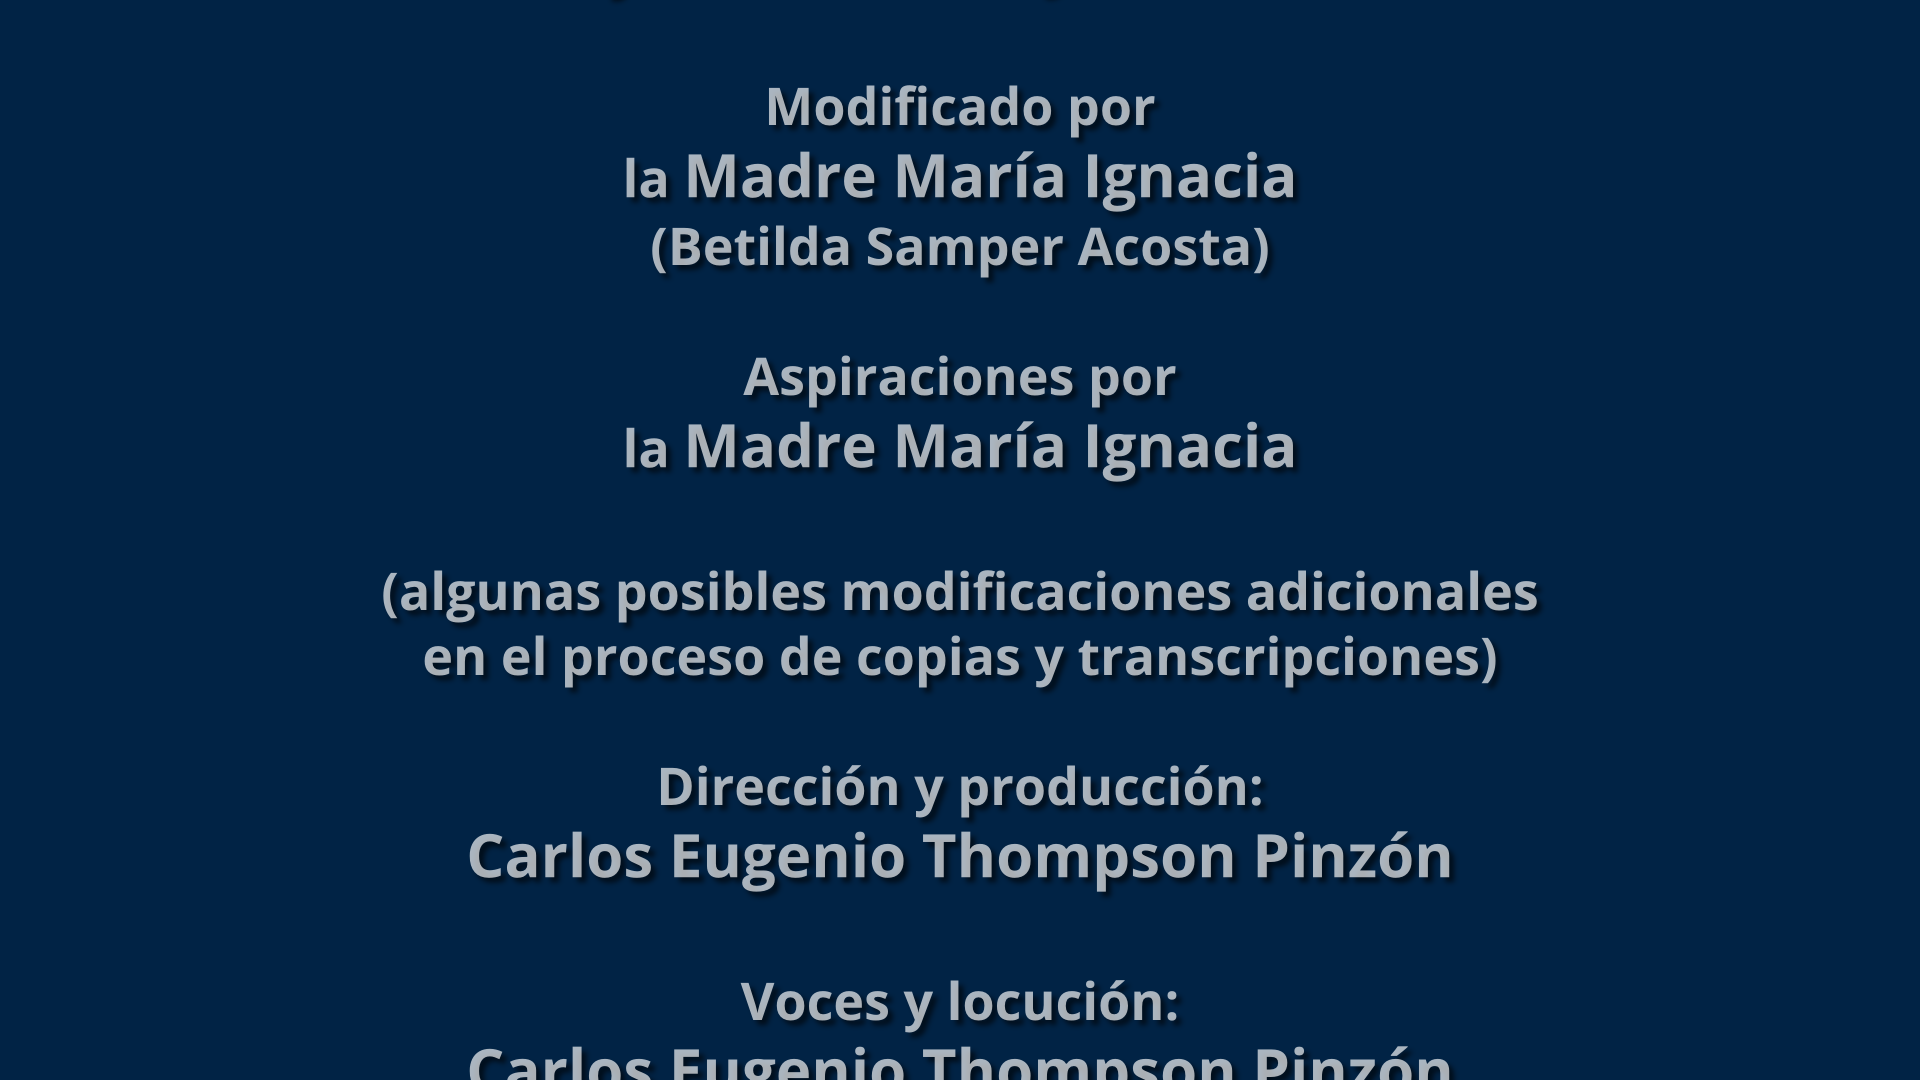 Modificado por
la Madre María Ignacia
(Betilda Samper Acosta)
Aspiraciones por
la Madre María Ignacia
(algunas posibles modificaciones adicionales
en el proceso de copias y transcripciones)
Dirección y producción:
Carlos Eugenio Thompson Pinzón
Voces y locución:
Carlos Eugenio Thompson Pinzón